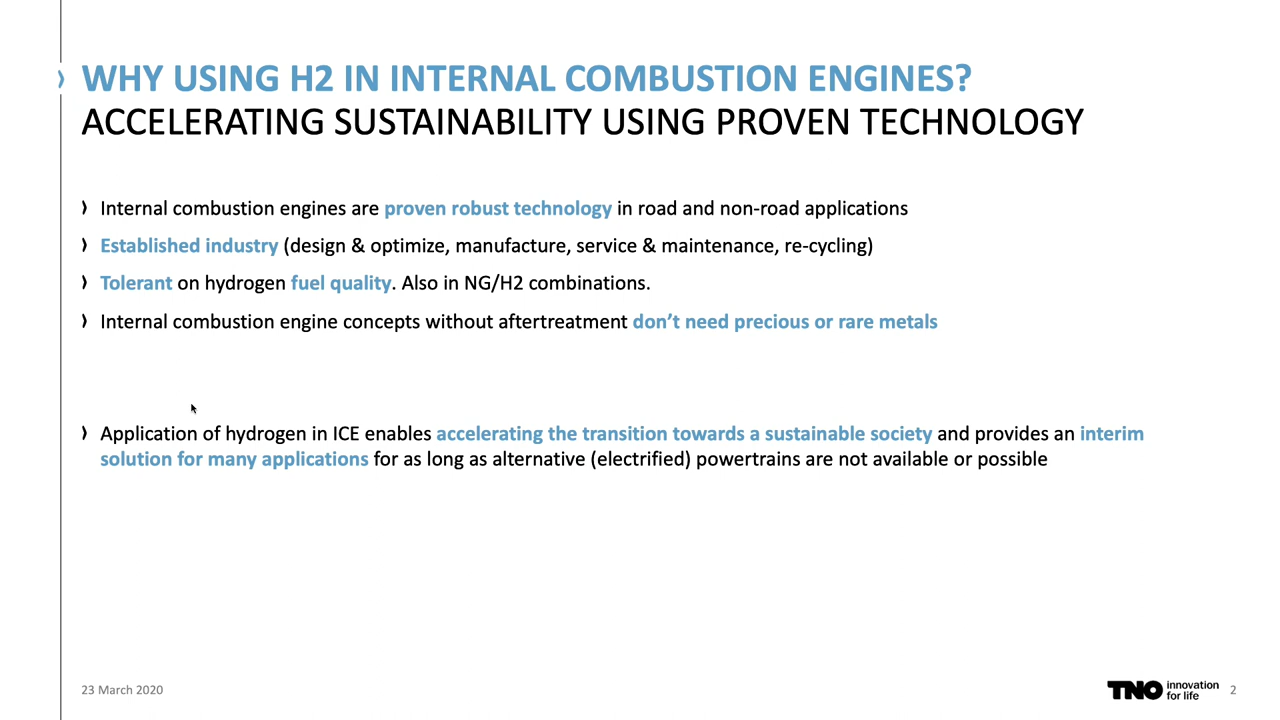 WHY USING H2 IN INTERNAL COMBUSTION ENGINES?
ACCELERATING SUSTAINABILITY USING PROVEN TECHNOLOGY
Internal combustion engines are proven robust technology in road and non-road applications
Established industry (design & optimize, manufacture, service & maintenance, re-cycling)
Tolerant on hydrogen fuel quality. Also in NG/H2 combinations.
Internal combustion engine concepts without aftertreatment don't need precious or rare metals
Application of hydrogen in ICE enables accelerating the transition towards a sustainable society and provides an interim
solution for many applications for as long as alternative (electrified) powertrains are not available or possible
23 March 2020
TNO innovation
for life
2